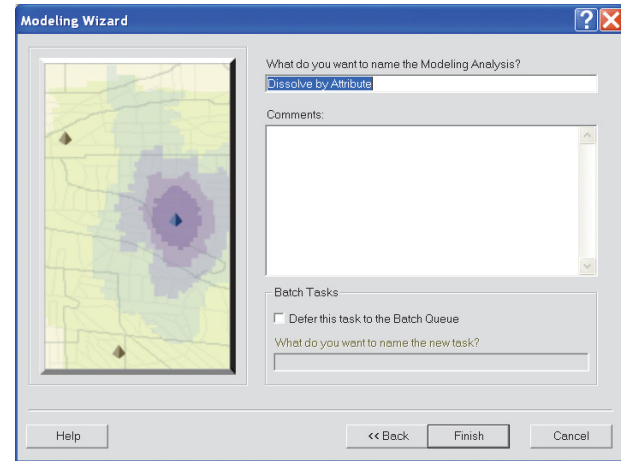 Modeling Wizard
What do you want to name the Modeling Analysis?
Dissolve by Attribute
Comments:
Batch Tasks
Defer this task to the Batch Queue
What do you want to name the new task?
Help
<< Back
Finish
Cancel